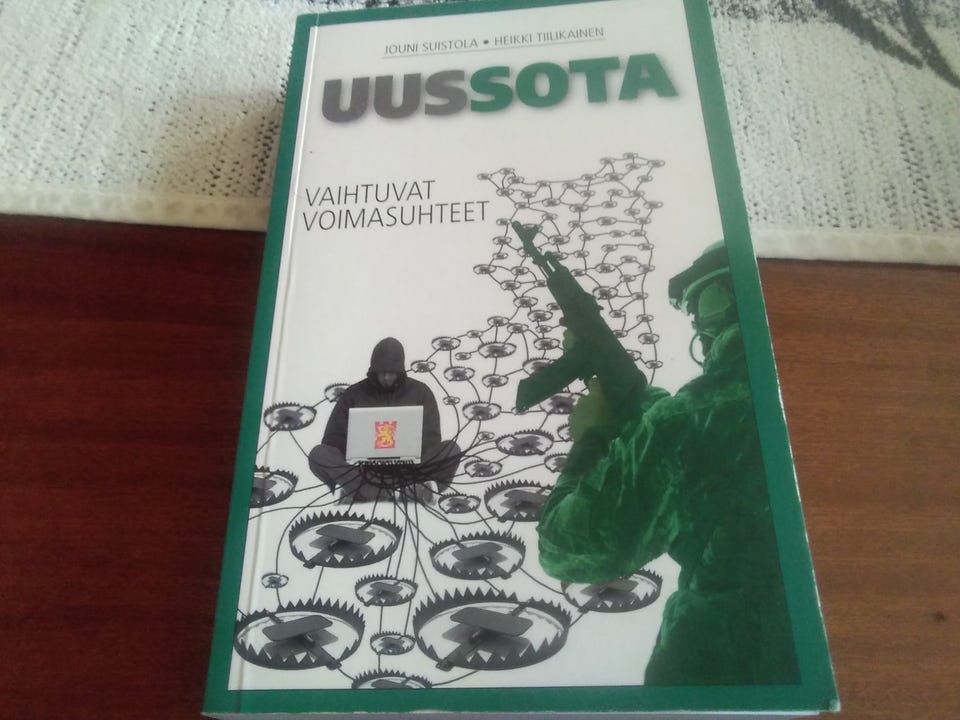 JOUNI SUISTOLA • HEIKKI TIILIKAINEN
UUSSOTA
VAIHTUVAT
VOIMASUHTEET